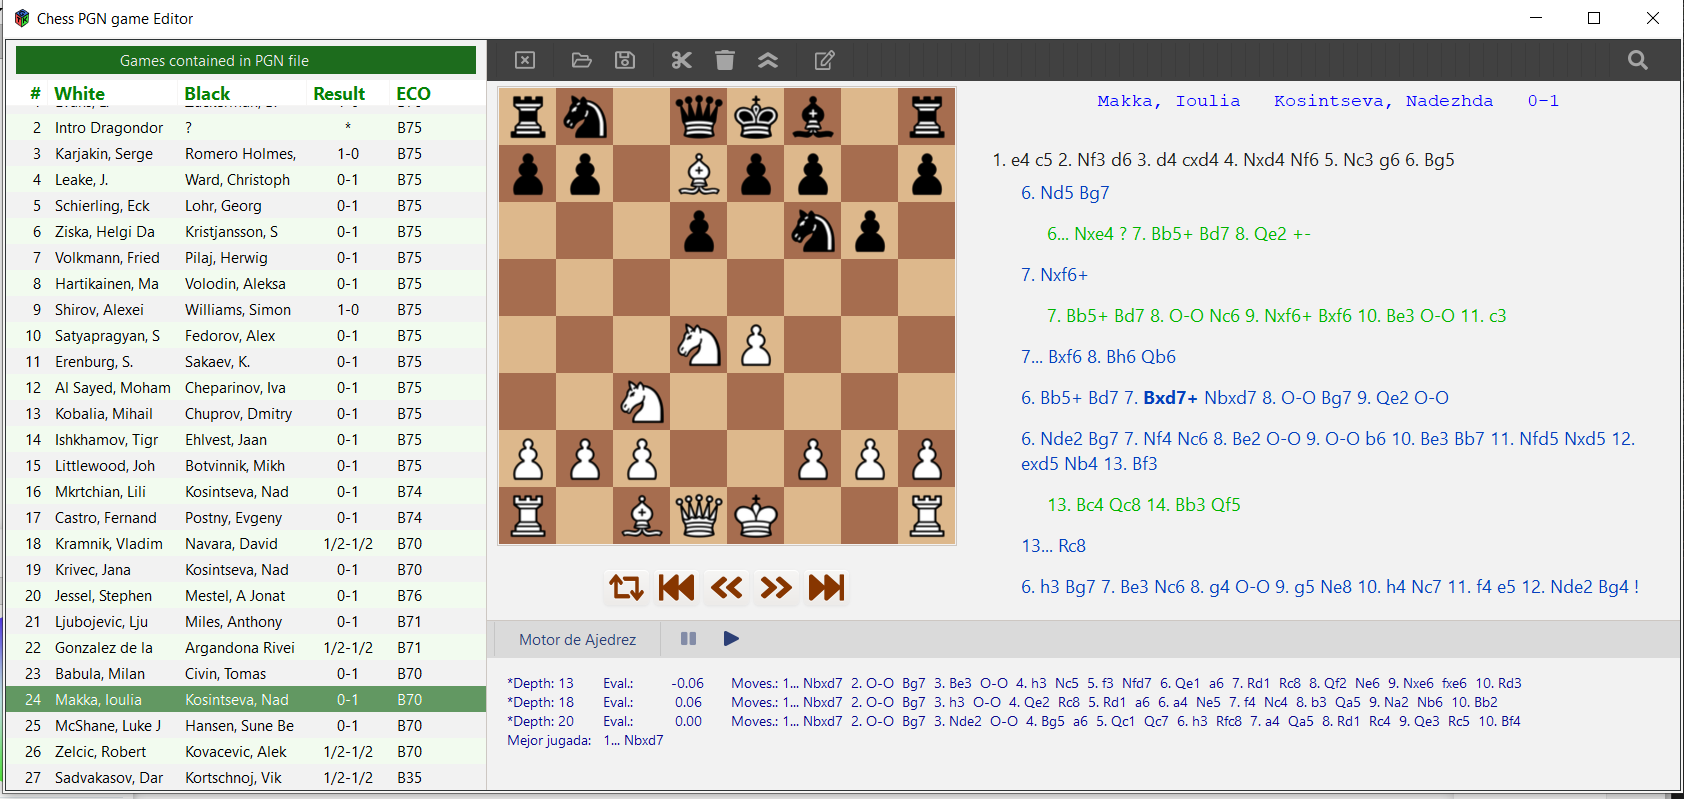 Chess PGN game Editor
Games contained in PGN file
# White Black Result ECO
2 Intro Dragondor ? * B75
3 Karjakin, Serge Romero Holmes, 1-0 B75
4 Leake, J. Ward, Christoph 0-1 B75
5 Schierling, Eck Lohr, Georg 0-1 B75
6 Ziska, Helgi Da Kristjansson, S 0-1 B75
7 Volkmann, Fried Pilaj, Herwig 0-1 B75
8 Hartikainen, Ma Volodin, Aleksa 0-1 B75
9 Shirov, Alexei Williams, Simon 1-0 B75
10 Satyapragyan, S Fedorov, Alex 0-1 B75
11 Erenburg, S. Sakaev, K. 0-1 B75
12 Al Sayed, Moham Cheparinov, Iva 0-1 B75
13 Kobalia, Mihail Chuprov, Dmitry 0-1 B75
14 Ishkhamov, Tigr Ehlvest, Jaan 0-1 B75
15 Littlewood, Joh Botvinnik, Mikh 0-1 B75
16 Mkrtchian, Lili Kosintseva, Nad 0-1 B74
17 Castro, Fernand Postny, Evgeny 0-1 B74
18 Kramnik, Vladim Navara, David 1/2-1/2 B70
19 Krivec, Jana Kosintseva, Nad 0-1 B70
20 Jessel, Stephen Mestel, A Jonat 0-1 B76
21 Ljubojevic, Lju Miles, Anthony 0-1 B71
22 Gonzalez de la Argandona Rivei 1/2-1/2 B71
23 Babula, Milan Civin, Tomas 0-1 B70
24 Makka, Ioulia Kosintseva, Nad 0-1 B70
25 McShane, Luke J Hansen, Sune Be 0-1 B70
26 Zelcic, Robert Kovacevic, Alek 1/2-1/2 B70
27 Sadvakasov, Dar Kortschnoj, Vik 1/2-1/2 B35
Makka, Ioulia Kosintseva, Nadezhda 0-1
1. e4 c5 2. Nf3 d6 3. d4 cxd4 4. Nxd4 Nf6 5. Nc3 g6 6. Bg5
6. Nd5 Bg7
6... Nxe4 ? 7. Bb5+ Bd7 8. Qe2 +-
7. Nxf6+
7. Bb5+ Bd7 8. O-O Nc6 9. Nxf6+ Bxf6 10. Be3 O-O 11. c3
7... Bxf6 8. Bh6 Qb6
6. Bb5+ Bd7 7. Bxd7+ Nbxd7 8. O-O Bg7 9. Qe2 O-O
6. Nde2 Bg7 7. Nf4 Nc6 8. Be2 O-O 9. O-O b6 10. Be3 Bb7 11. Nfd5 Nxd5 12.
exd5 Nb4 13. Bf3
13. Bc4 Qc8 14. Bb3 Qf5
13... Rc8
6. h3 Bg7 7. Be3 Nc6 8. g4 O-O 9. g5 Ne8 10. h4 Nc7 11. f4 e5 12. Nde2 Bg4 !
Motor de Ajedrez
*Depth: 13 Eval.: -0.06 Moves.: 1... Nbxd7 2. O-O Bg7 3. Be3 O-O 4. h3 Nc5 5. f3 Nfd7 6. Qe1 a6 7. Rd1 Rc8 8. Qf2 Ne6 9. Nxe6 fxe6 10. Rd3
*Depth: 18 Eval.: 0.06 Moves.: 1... Nbxd7 2. O-O Bg7 3. h3 O-O 4. Qe2 Rc8 5. Rd1 a6 6. a4 Ne5 7. f4 Nc4 8. b3 Qa5 9. Na2 Nb6 10. Bb2
*Depth: 20 Eval.: 0.00 Moves.: 1... Nbxd7 2. O-O Bg7 3. Nde2 O-O 4. Bg5 a6 5. Qc1 Qc7 6. h3 Rfc8 7. a4 Qa5 8. Rd1 Rc4 9. Qe3 Rc5 10. Bf4
Mejor jugada: 1... Nbxd7